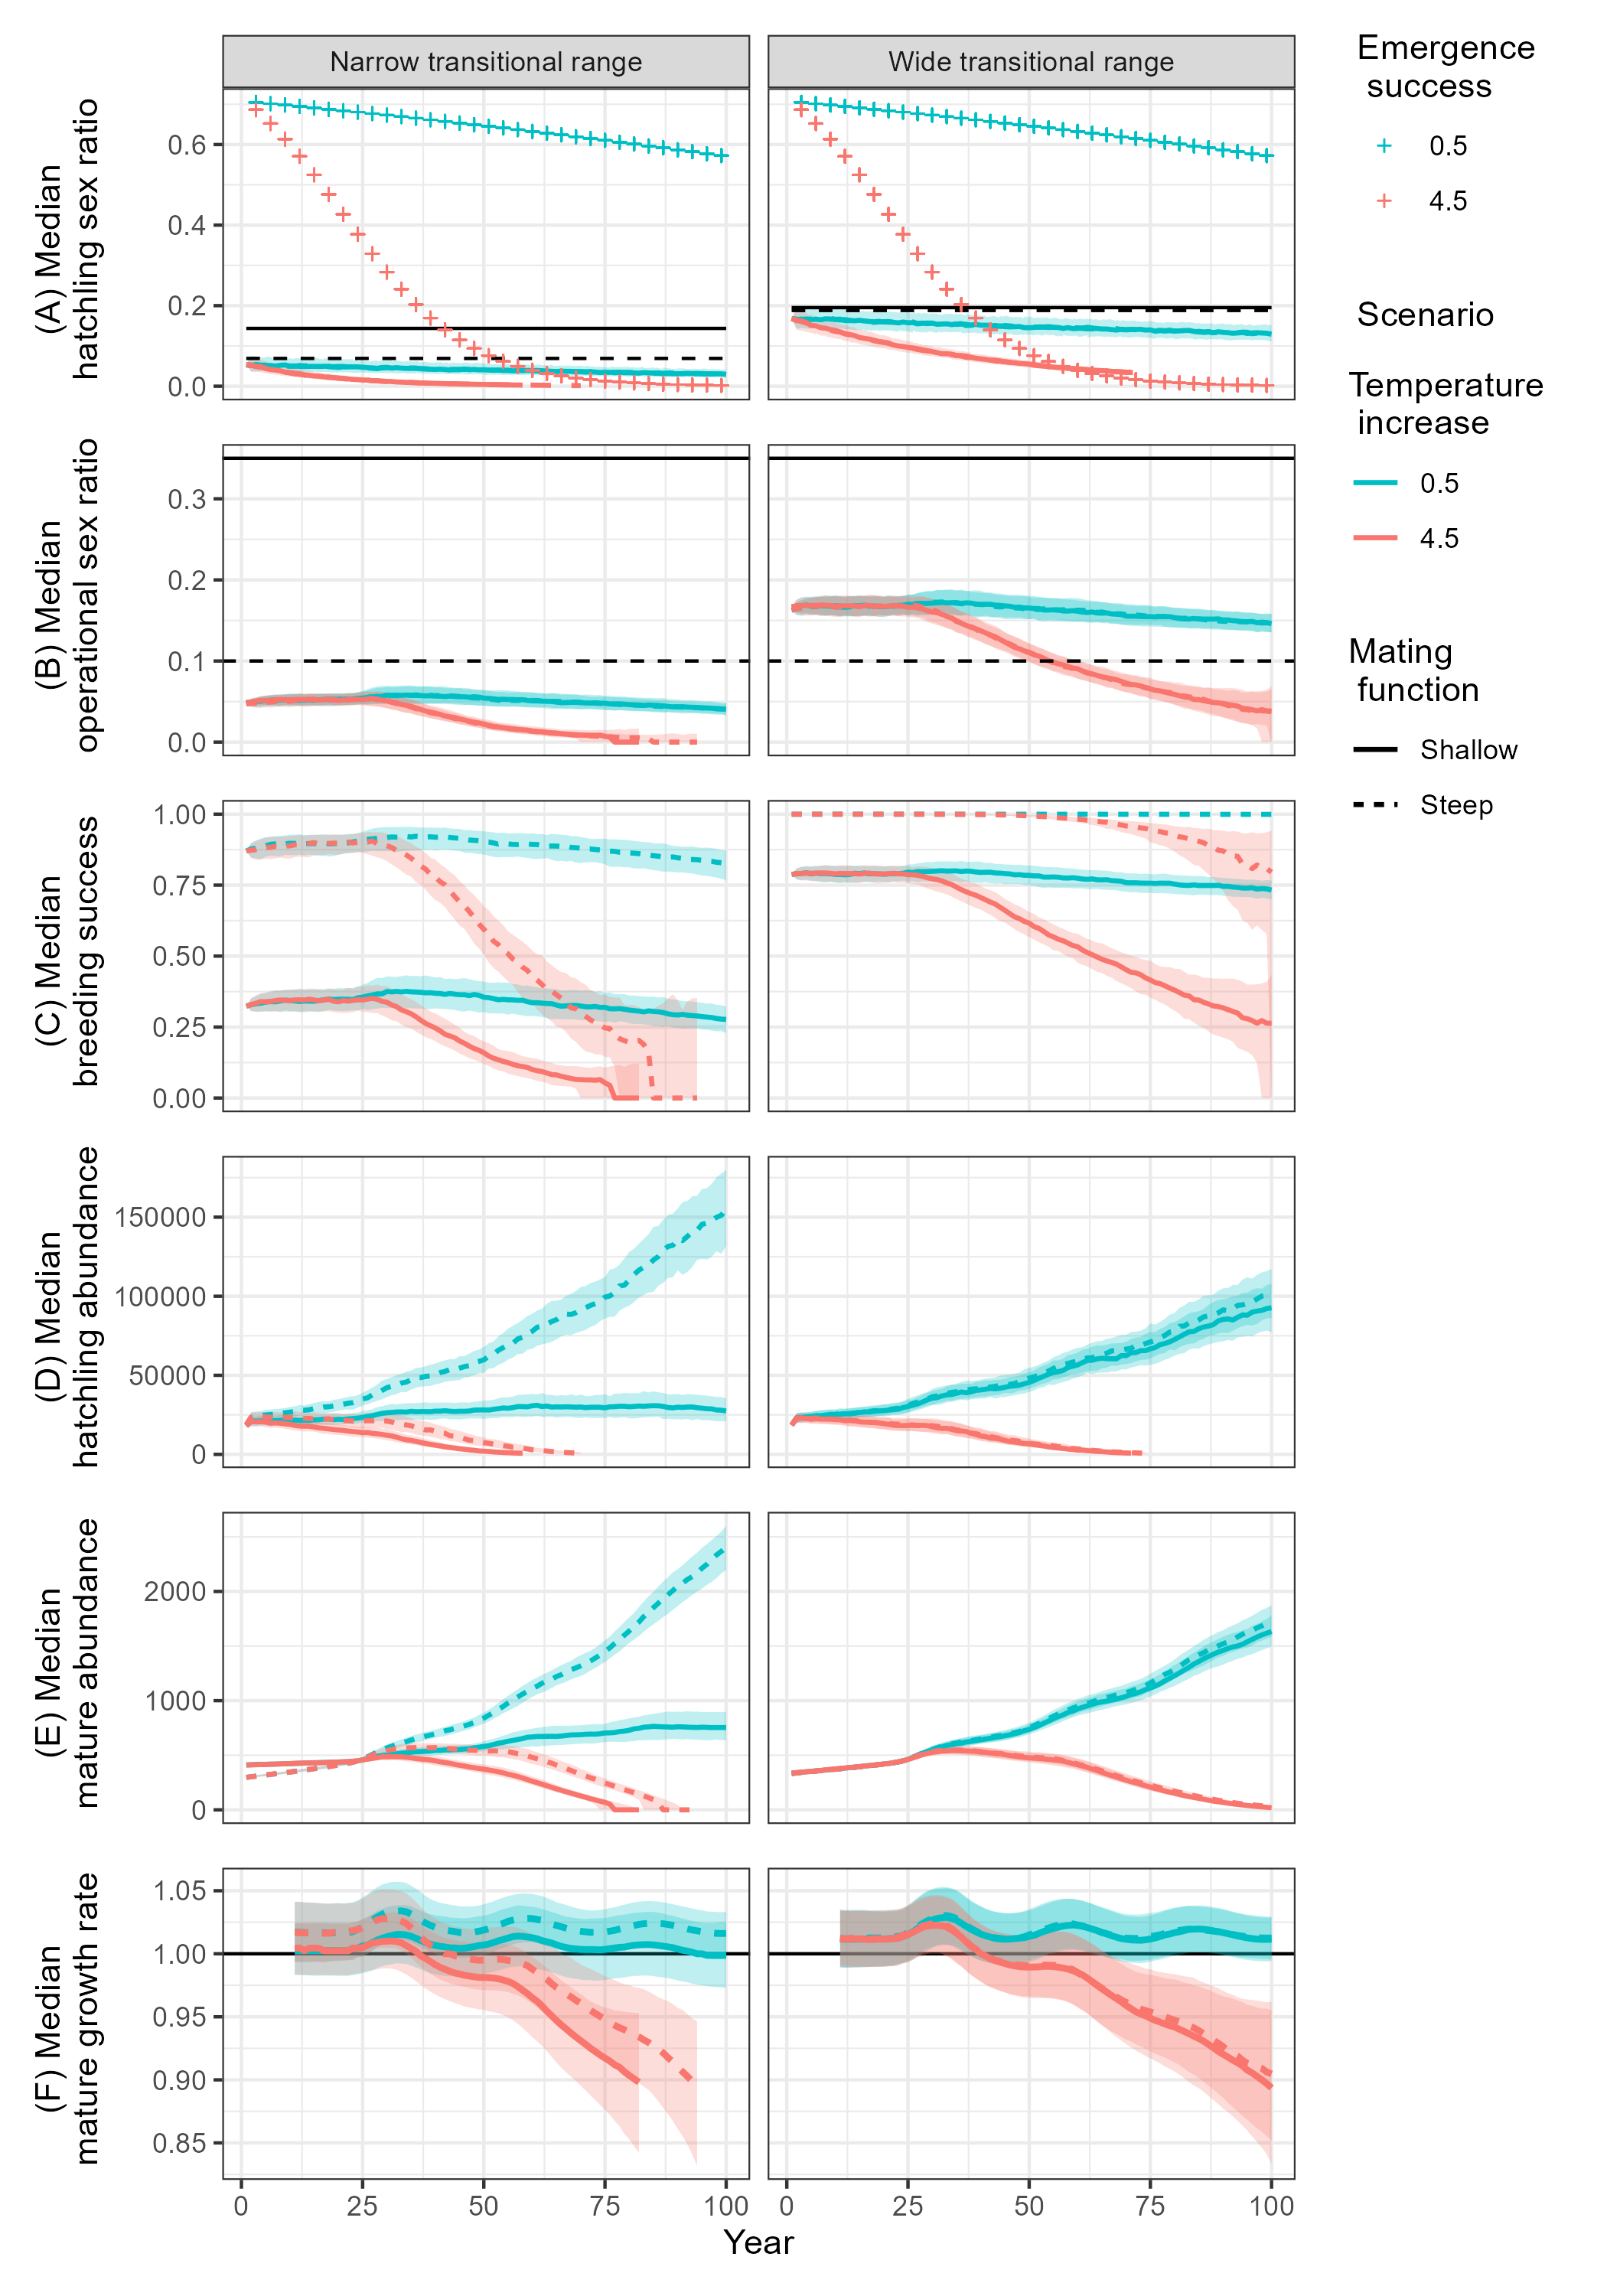 Narrow transitional range
Wide transitional range
(A) Median
hatchling sex ratio
0.6
0.4
0.2
0.0
(B) Median
operational sex ratio
0.3
0.2
0.1
0.0
(C) Median
breeding success
1.00
0.75
0.50
0.25
0.00
(D) Median
hatchling abundance
150000
100000
50000
0
(E) Median
mature abundance
2000
1000
0
(F) Median
mature growth rate
1.05
1.00
0.95
0.90
0.85
0
25
50
75
100
0
25
50
75
100
Year
Emergence
success
0.5
4.5
Scenario
Temperature
increase
0.5
4.5
Mating
function
Shallow
Steep